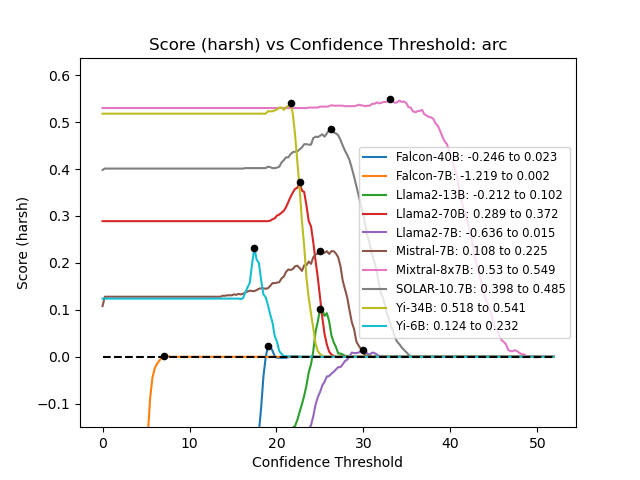 Score (harsh) vs Confidence Threshold: arc
Score (harsh)
0.6
0.5
0.4
0.3
0.2
0.1
0.0
−0.1
Falcon-40B: -0.246 to 0.023
Falcon-7B: -1.219 to 0.002
Llama2-13B: -0.212 to 0.102
Llama2-70B: 0.289 to 0.372
Llama2-7B: -0.636 to 0.015
Mistral-7B: 0.108 to 0.225
Mixtral-8x7B: 0.53 to 0.549
SOLAR-10.7B: 0.398 to 0.485
Yi-34B: 0.518 to 0.541
Yi-6B: 0.124 to 0.232
0 10 20 30 40 50
Confidence Threshold